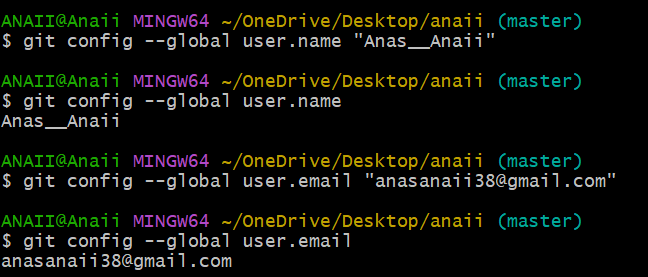 ANAII@Anaii MINGW64 ~/OneDrive/Desktop/anaii (master)
$ git config --global user.name "Anas__Anaii"
ANAII@Anaii MINGW64 ~/OneDrive/Desktop/anaii (master)
$ git config --global user.name
Anas__Anaii
ANAII@Anaii MINGW64 ~/OneDrive/Desktop/anaii (master)
$ git config --global user.email "anasanaii38@gmail.com"
ANAII@Anaii MINGW64 ~/OneDrive/Desktop/anaii (master)
$ git config --global user.email
anasanaii38@gmail.com